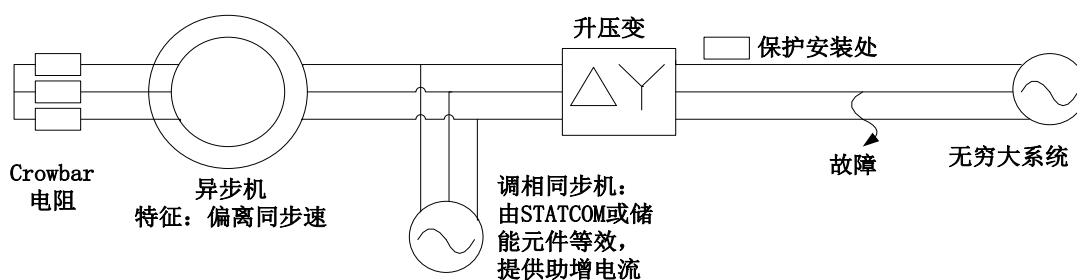 升压变
保护安装处
Crowbar
电阻
异步机
特征：偏离同步速
调相同步机：
由STATCOM或储
能元件等效，
提供助增电流
故障
无穷大系统